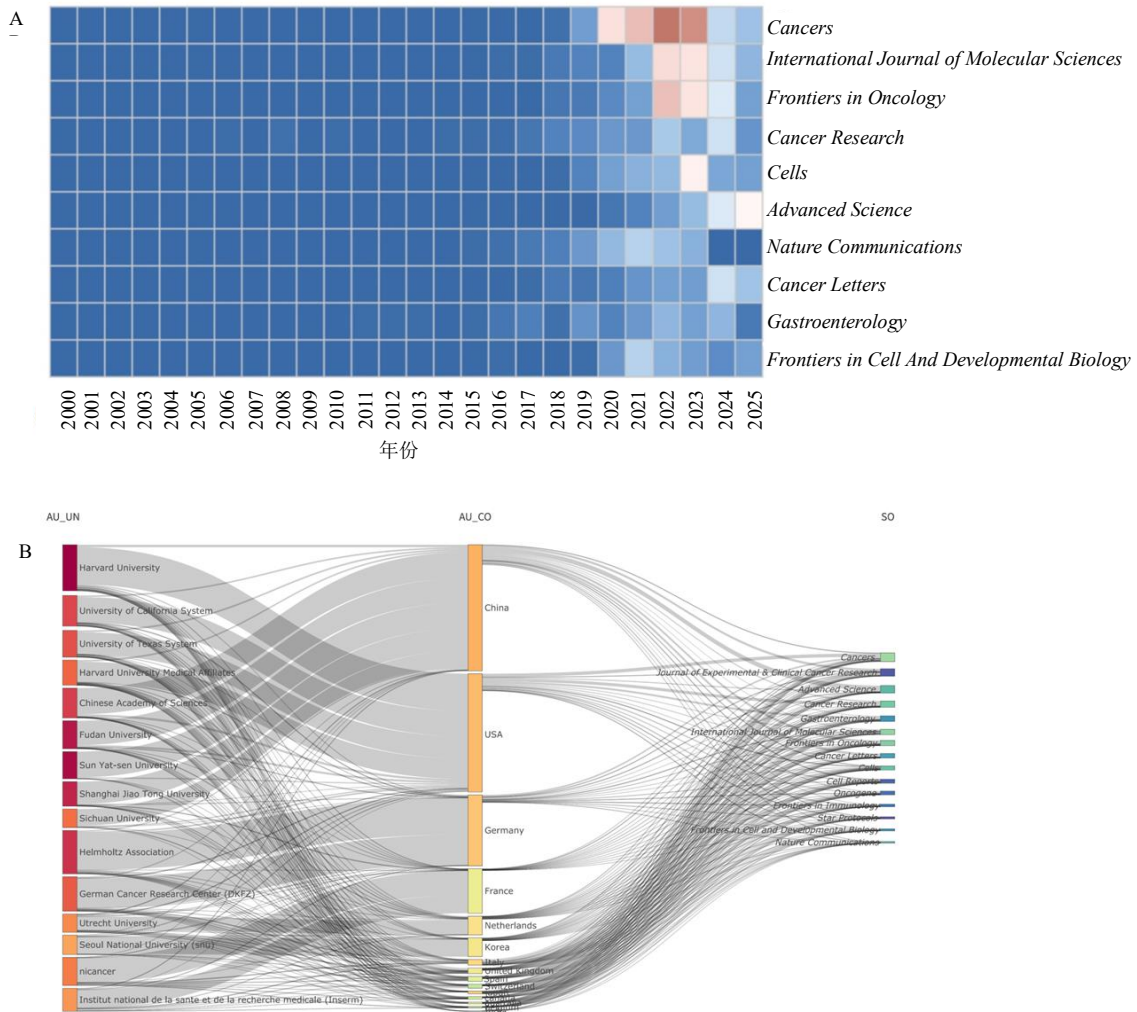 A
Cancers
International Journal of Molecular Sciences
Frontiers in Oncology
Cancer Research
Cells
Advanced Science
Nature Communications
Cancer Letters
Gastroenterology
Frontiers in Cell And Developmental Biology
2000 2001 2002 2003 2004 2005 2006 2007 2008 2009 2010 2011 2012 2013 2014 2015 2016 2017 2018 2019 2020 2021 2022 2023 2024 2025
年份
AU_UN AU_CO SO
B
Harvard University
University of California System
University of Texas System
Harvard University Medical Affiliates
Chinese Academy of Sciences
Fudan University
Sun Yat-sen University
Shanghai Jiao Tong University
Sichuan University
Helmholtz Association
German Cancer Research Center (DKFZ)
Utrecht University
Seoul National University (snu)
nicancer
Institut national de la sante et de la recherche medicale (Inserm)
China
USA
Germany
France
Netherlands
Korea
Italy
United Kingdom
Spain
Switzerland
Cancers
Journal of Experimental & Clinical Cancer Research
Advanced Science
Cancer Research
Gastroenterology
International Journal of Molecular Sciences
Frontiers in Oncology
Cancer Letters
Cells
Cell Reports
Oncogene
Frontiers in Immunology
Star Protocols
Frontiers in Cell and Developmental Biology
Nature Communications